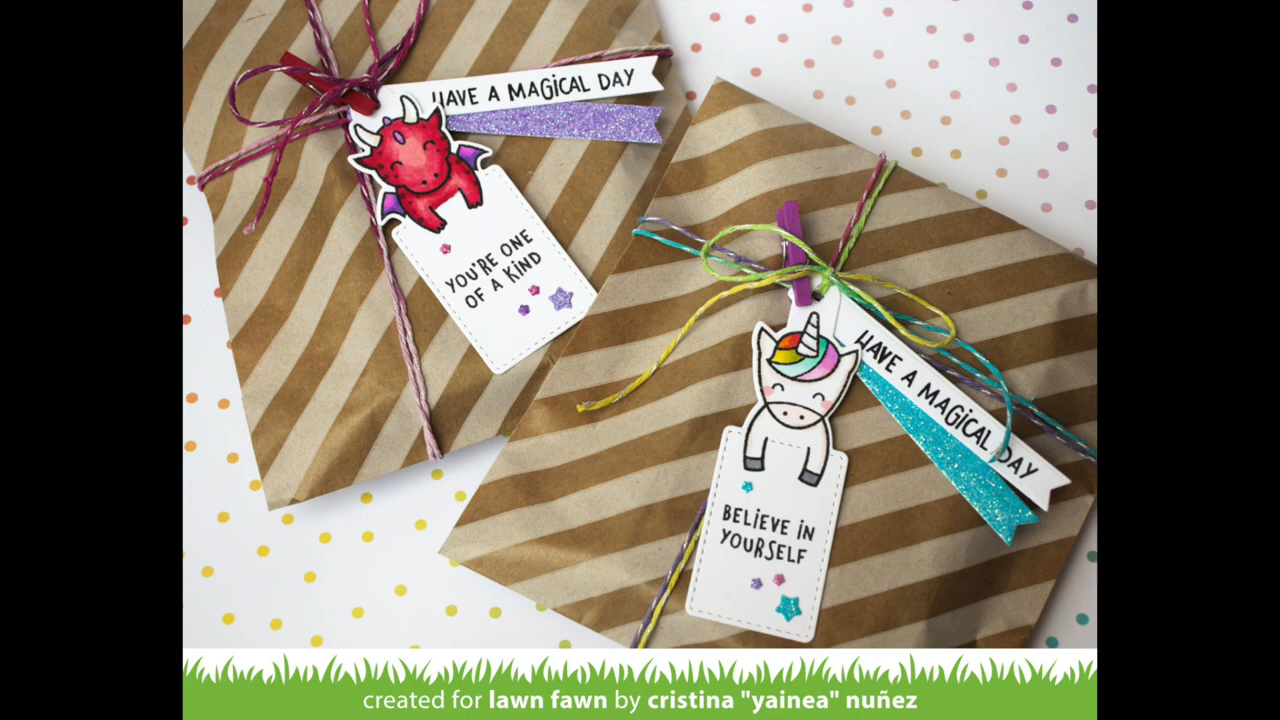 HAVE A MAGiCAL DAY
YOU'RE ONE
OF A KiND
HAVE A MAGiCAL DAY
BELiEVE iN
YOURSELF
created for lawn fawn by cristina "yainea" nuñez